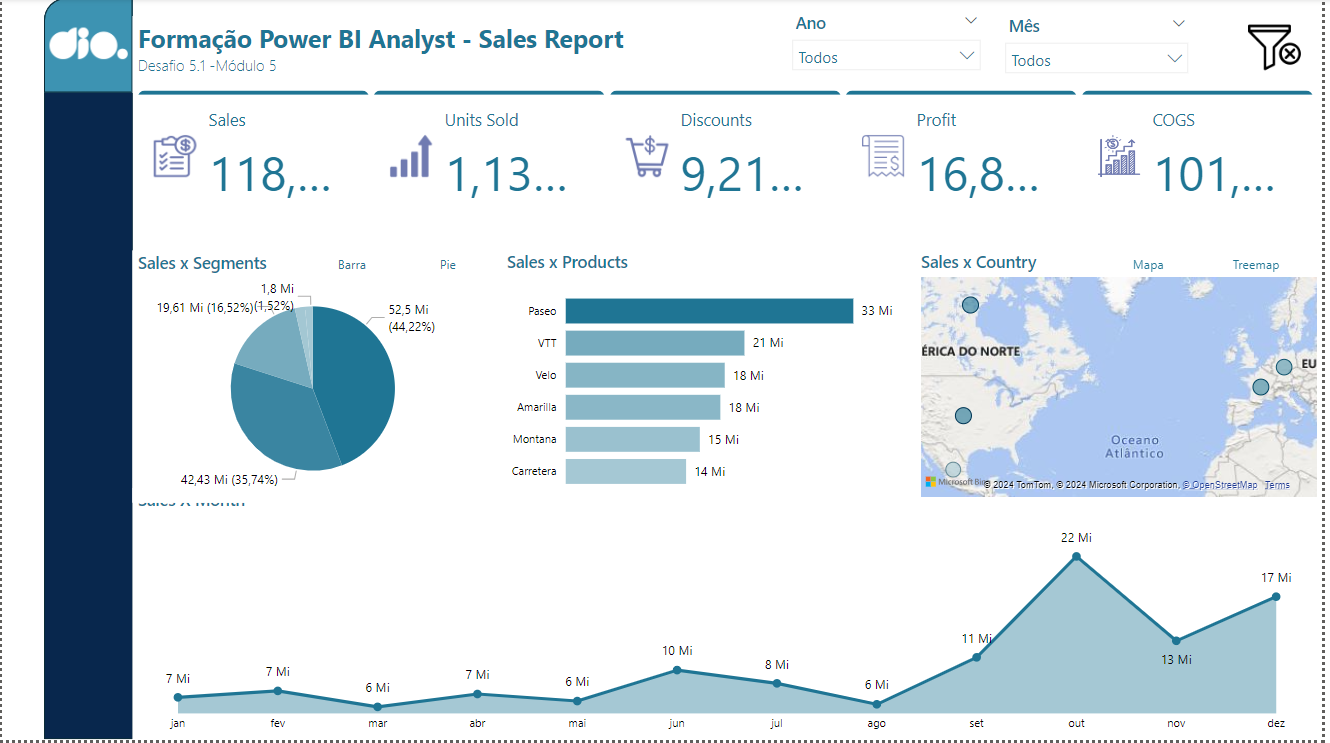 dio.
Formação Power BI Analyst - Sales Report
Desafio 5.1 -Módulo 5
Ano
Todos
Mês
Todos
Sales
118,...
Units Sold
1,13...
Discounts
9,21...
Profit
16,8...
COGS
101,...
Sales x Segments
Barra
Pie
1,8 Mi
(1,52%)
19,61 Mi (16,52%)
52,5 Mi
(44,22%)
42,43 Mi (35,74%)
Sales x Products
Paseo
33 Mi
VTT
21 Mi
Velo
18 Mi
Amarilla
18 Mi
Montana
15 Mi
Carretera
14 Mi
Sales x Country
Mapa
Treemap
ÉRICA DO NORTE
EU
Oceano
Atlântico
Microsoft Bin
© 2024 TomTom, © 2024 Microsoft Corporation, © OpenStreetMap Terms
Sales x Month
7 Mi
7 Mi
6 Mi
7 Mi
6 Mi
10 Mi
8 Mi
6 Mi
11 Mi
22 Mi
13 Mi
17 Mi
jan
fev
mar
abr
mai
jun
jul
ago
set
out
nov
dez